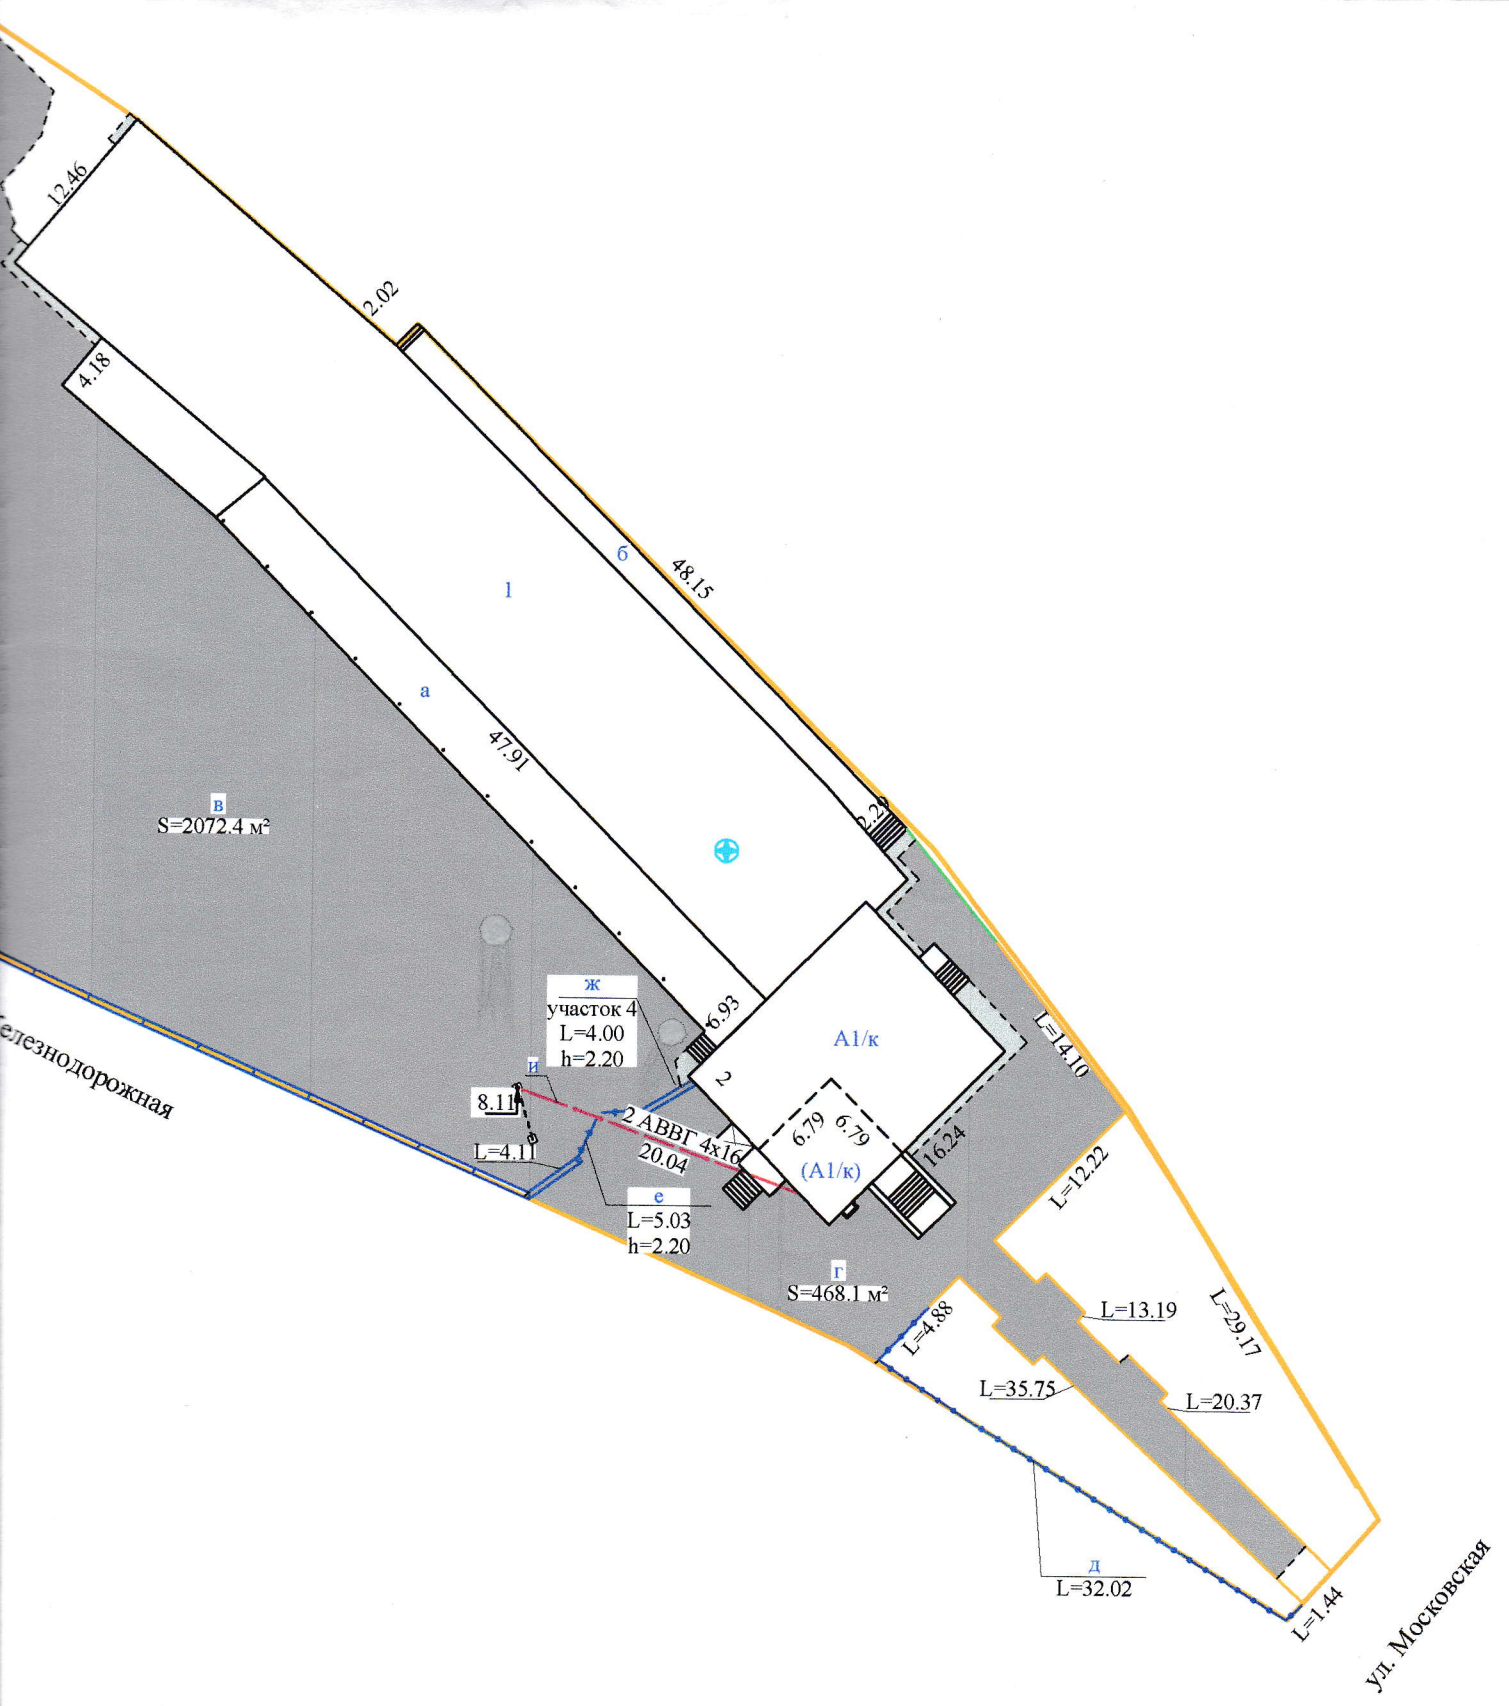 12.46
2.02
4.18
б
48.15
1
а
47.91
2.29
в
S=2072.4 м²
ж
участок 4
L=4.00
h=2.20
6.93
А1/к
L=14.10
елезнодорожная
и
8.11
2
2 АВВГ 4x16
20.04
L=4.11
6.79
6.79
(А1/к)
16.24
L=12.22
е
L=5.03
h=2.20
г
S=468.1 м²
L=4.88
L=13.19
L=29.17
L=35.75
L=20.37
д
L=32.02
L=1.44
ул. Московская